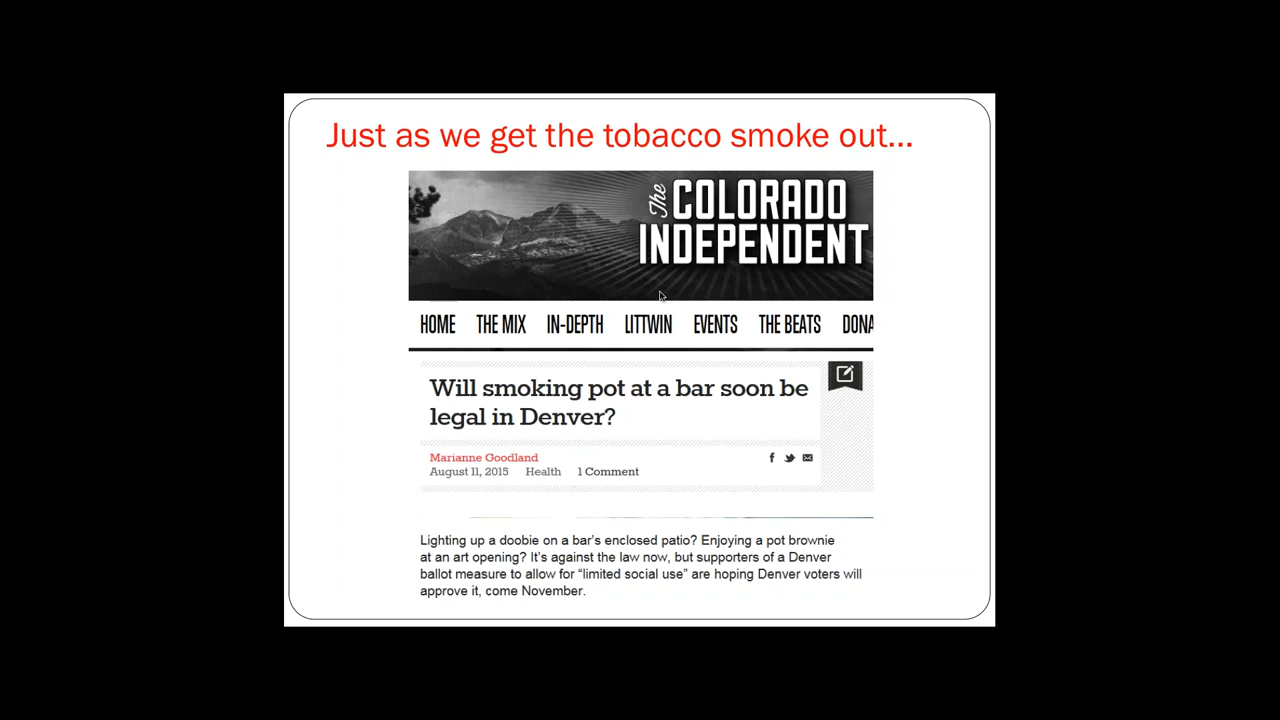 Just as we get the tobacco smoke out...
The COLORADO
INDEPENDENT
HOME THE MIX IN-DEPTH LITTWIN EVENTS THE BEATS DONA
Will smoking pot at a bar soon be
legal in Denver?
Marianne Goodland
August 11, 2015 Health 1 Comment
Lighting up a doobie on a bar's enclosed patio? Enjoying a pot brownie
at an art opening? It's against the law now, but supporters of a Denver
ballot measure to allow for “limited social use” are hoping Denver voters will
approve it, come November.